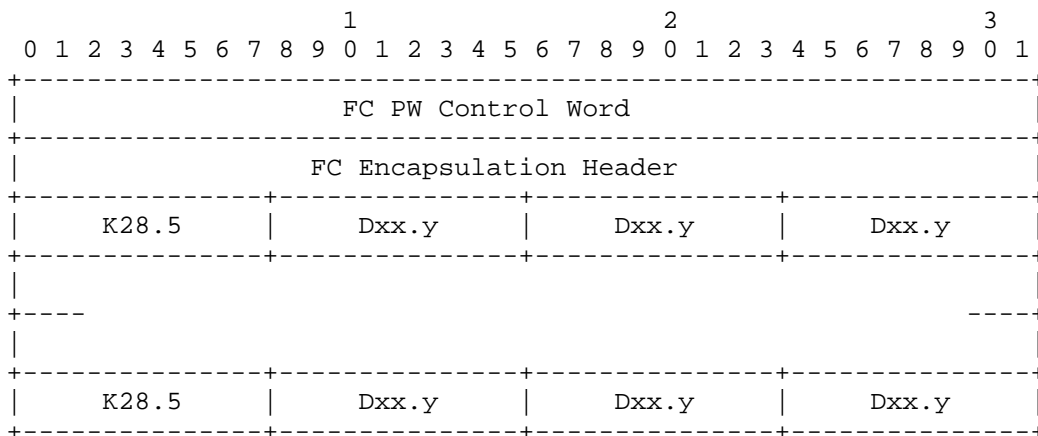 1 2 3
0 1 2 3 4 5 6 7 8 9 0 1 2 3 4 5 6 7 8 9 0 1 2 3 4 5 6 7 8 9 0 1
FC PW Control Word
FC Encapsulation Header
K28.5 Dxx.y Dxx.y Dxx.y
K28.5 Dxx.y Dxx.y Dxx.y